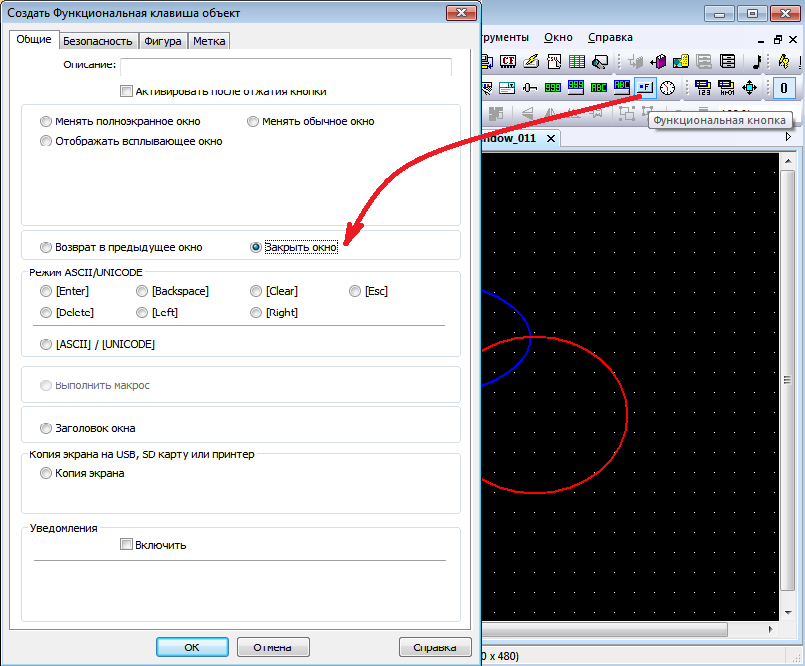 Создать Функциональная клавиша объект
Общие Безопасность Фигура Метка
Описание:
Активировать после отжатия кнопки
Менять полноэкранное окно Менять обычное окно
Отображать всплывающее окно
Возврат в предыдущее окно Закрыть окно
Режим ASCII/UNICODE
[Enter] [Backspace] [Clear] [Esc]
[Delete] [Left] [Right]
[ASCII] / [UNICODE]
Выполнить макрос
Заголовок окна
Копия экрана на USB, SD карту или принтер
Копия экрана
Уведомления
Включить
OK Отмена Справка
трументы Окно Справка
Функциональная кнопка
ndow_011
0 x 480)